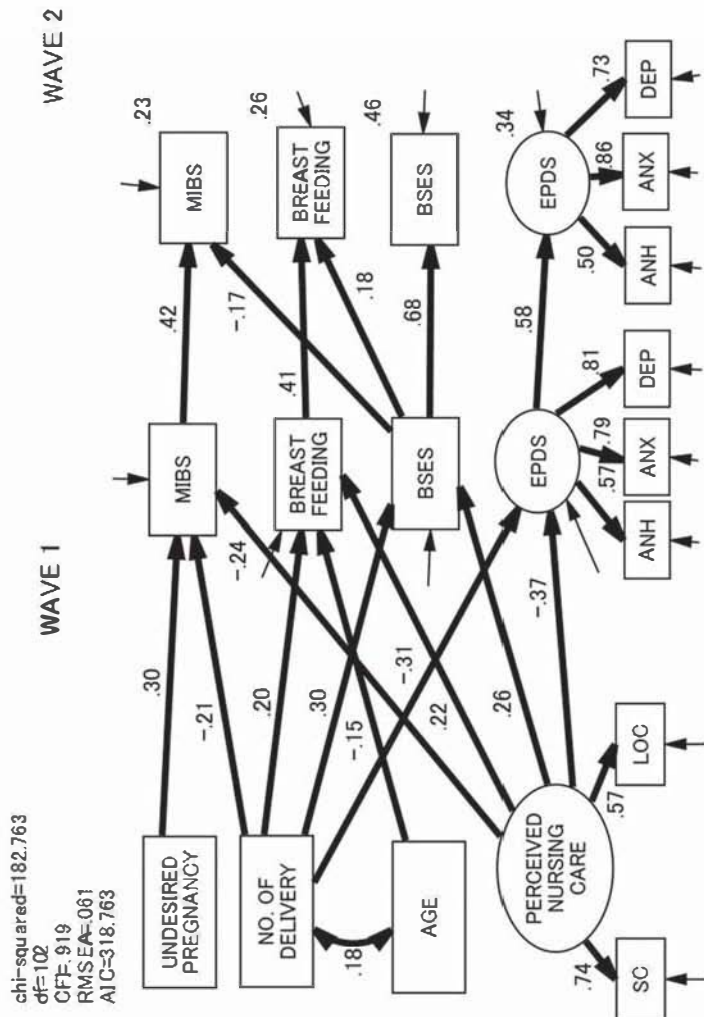 chi-squared=182.763
df=102
CFI=.919
RMSEA=.061
AIC=318.763
WAVE 1
WAVE 2
UNDESIRED
PREGNANCY
NO. OF
DELIVERY
AGE
PERCEIVED
NURSING
CARE
SC
LOC
.18
.74
.57
.30
-.21
.20
.30
-.15
-.24
-.31
.22
.26
-.37
MIBS
BREAST
FEEDING
BSES
EPDS
ANH
ANX
DEP
.57
.79
.81
.42
-.17
.41
.18
.68
.58
MIBS
.23
BREAST
FEEDING
.26
BSES
.46
EPDS
.34
ANH
ANX
DEP
.50
.86
.73